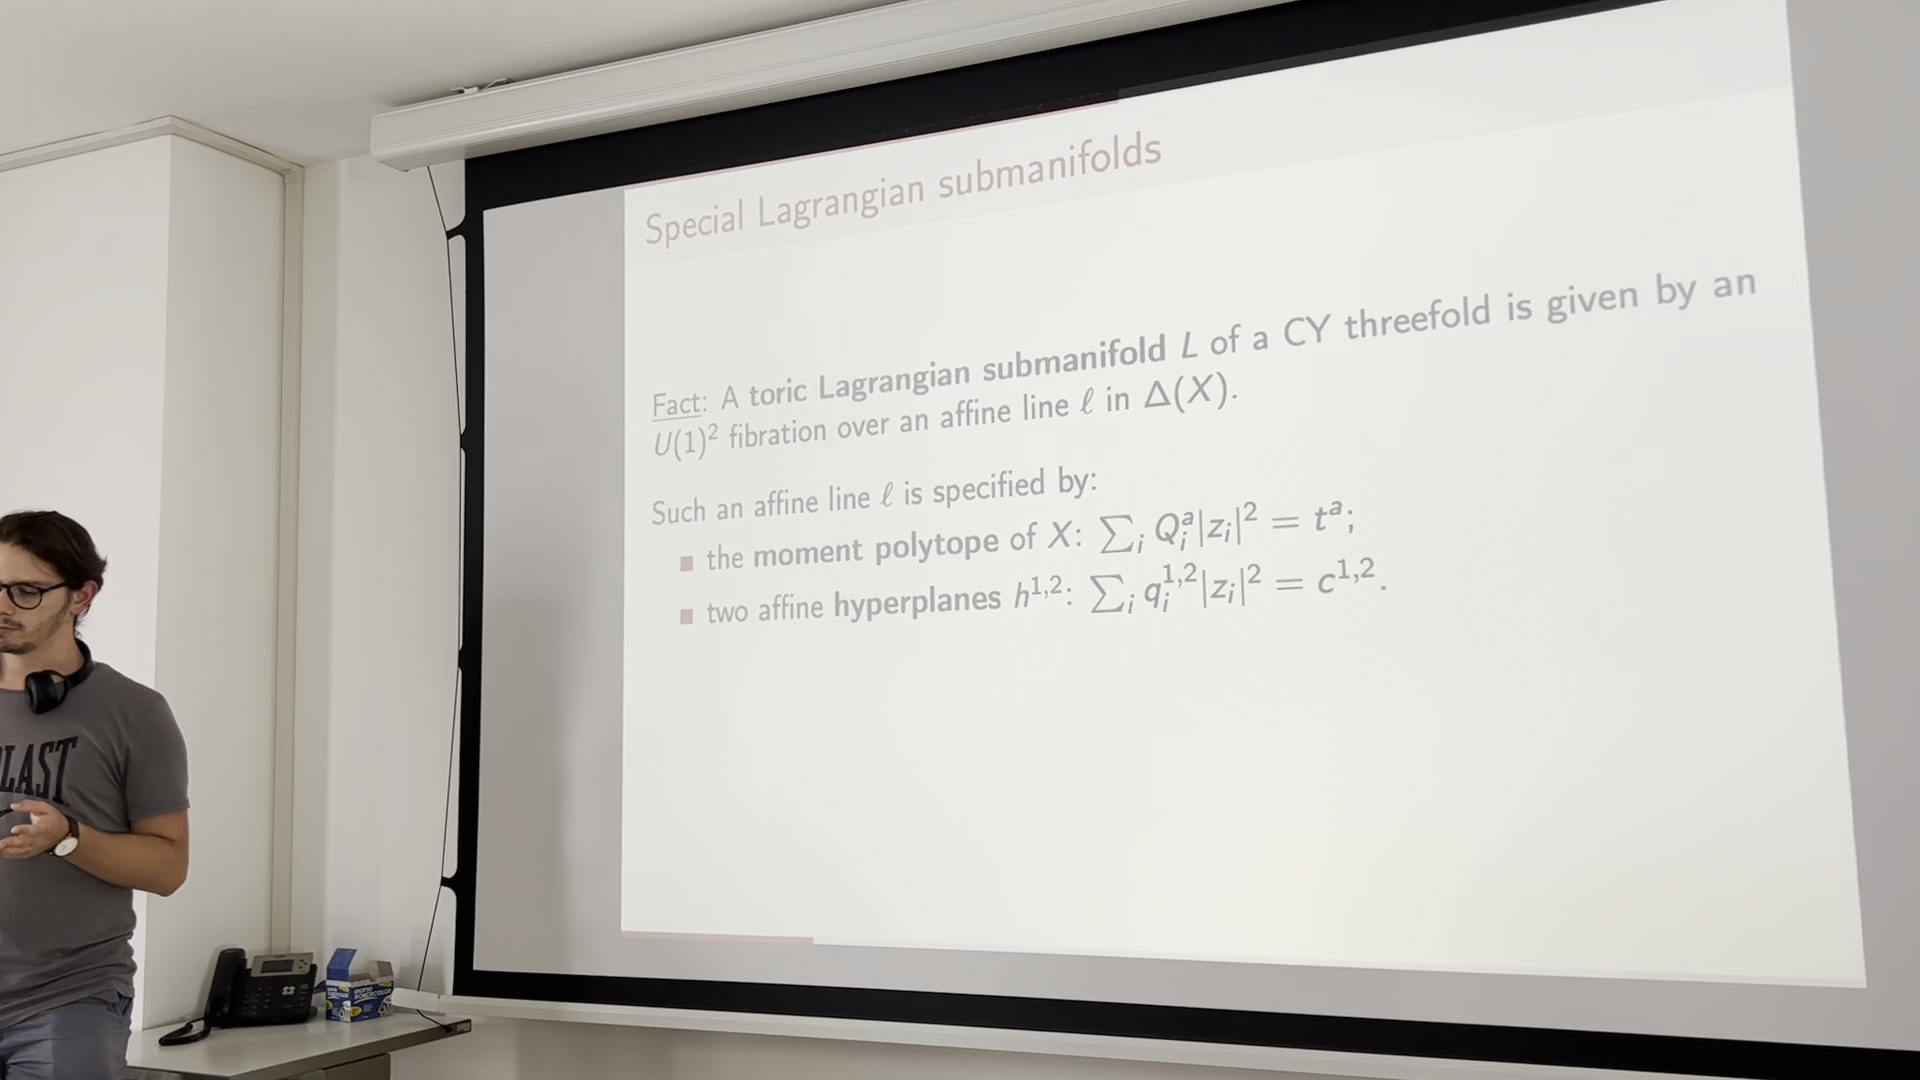 Special Lagrangian submanifolds
Fact: A toric Lagrangian submanifold L of a CY threefold is given by an
U(1)² fibration over an affine line ℓ in Δ(X).
Such an affine line ℓ is specified by:
■ the moment polytope of X: ∑ᵢ Qᵢᵃ|zᵢ|² = tᵃ;
■ two affine hyperplanes h¹,²: ∑ᵢ qᵢ¹,²|zᵢ|² = c¹,².
LAST